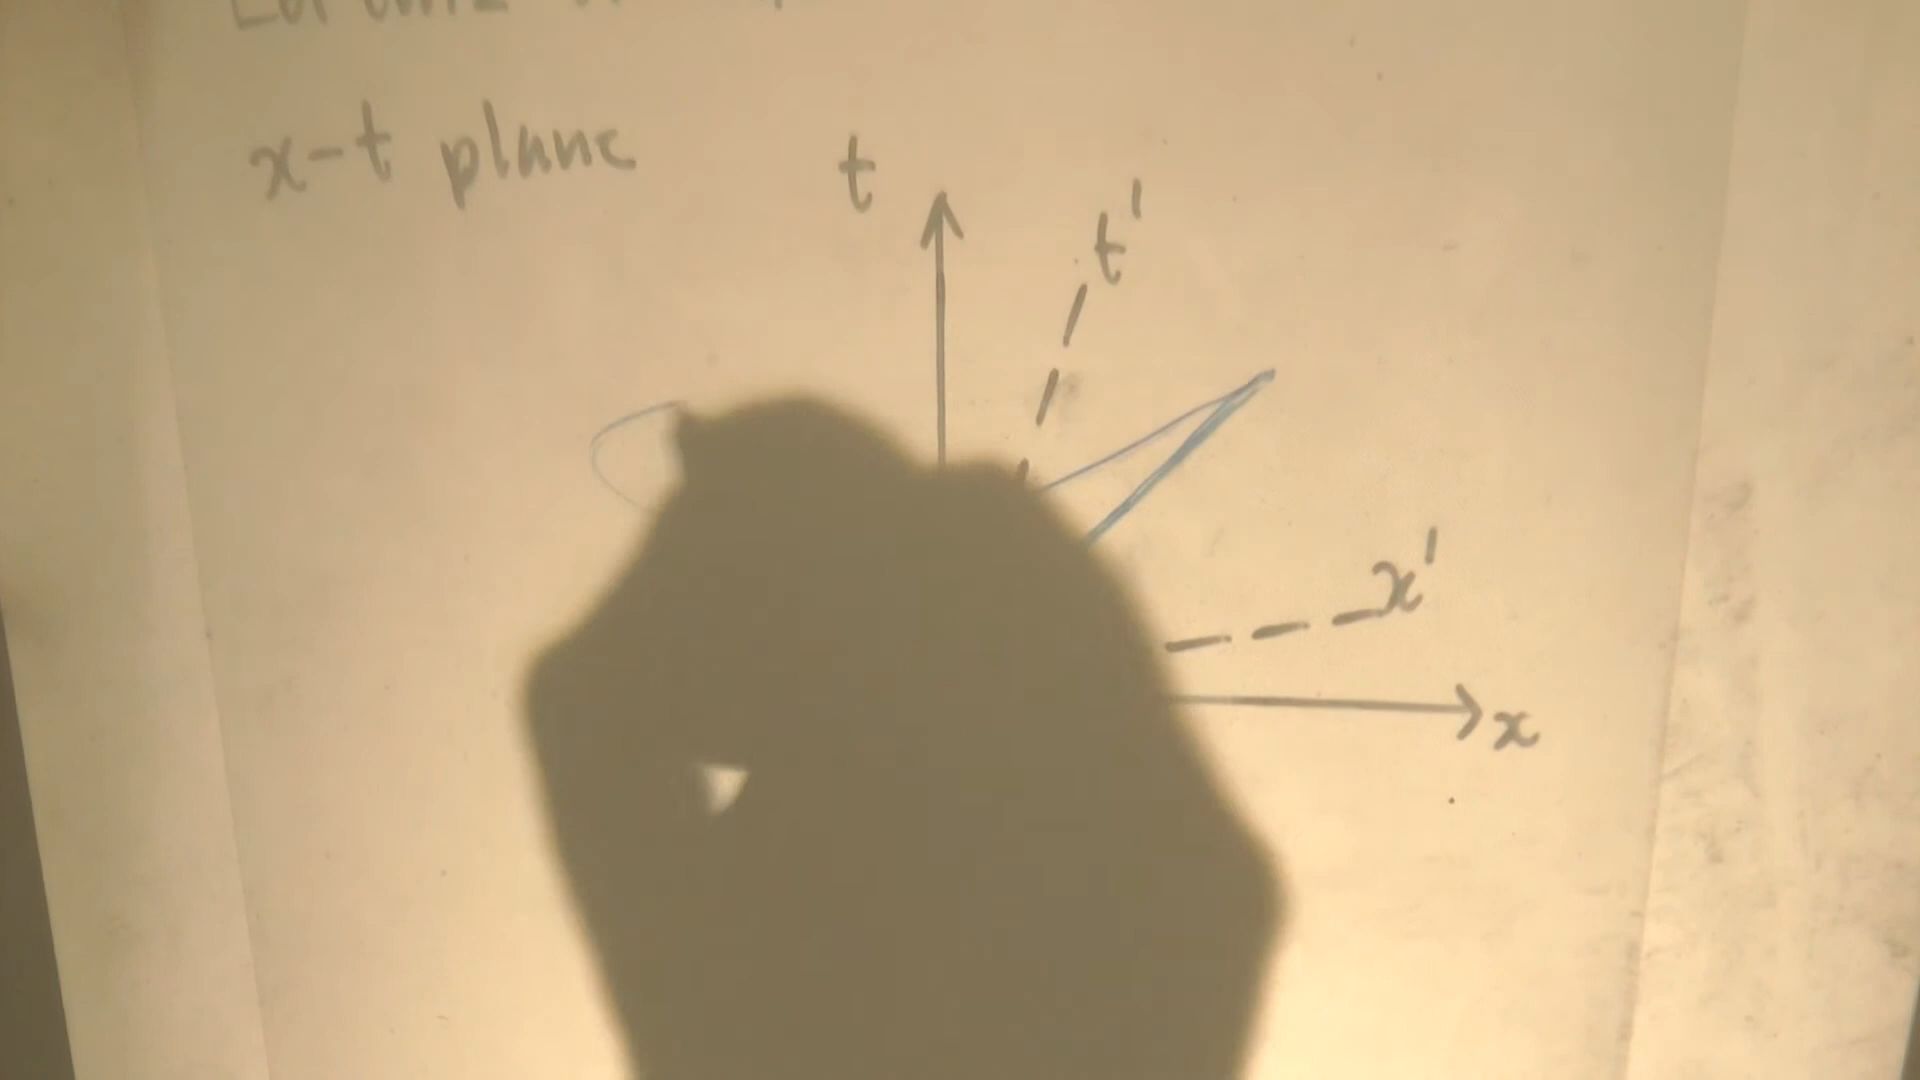 x-t plane
t
t'
x'
x